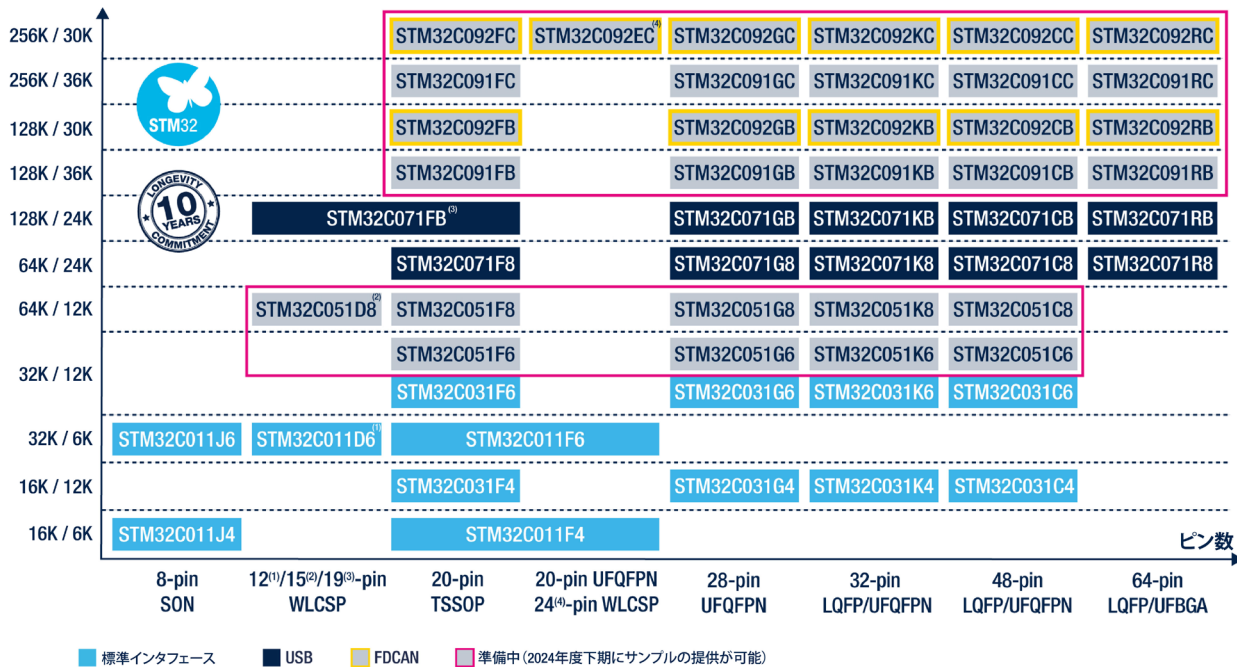 256K / 30K STM32C092FC STM32C092EC(4) STM32C092GC STM32C092KC STM32C092CC STM32C092RC
256K / 36K STM32C091FC STM32C091GC STM32C091KC STM32C091CC STM32C091RC
STM32
128K / 30K STM32C092FB STM32C092GB STM32C092KB STM32C092CB STM32C092RB
128K / 36K STM32C091FB STM32C091GB STM32C091KB STM32C091CB STM32C091RB
LONGEVITY
10
YEARS
COMMITMENT
128K / 24K STM32C071FB(3) STM32C071GB STM32C071KB STM32C071CB STM32C071RB
64K / 24K STM32C071F8 STM32C071G8 STM32C071K8 STM32C071C8 STM32C071R8
64K / 12K STM32C051D8(2) STM32C051F8 STM32C051G8 STM32C051K8 STM32C051C8
STM32C051F6 STM32C051G6 STM32C051K6 STM32C051C6
32K / 12K
STM32C031F6 STM32C031G6 STM32C031K6 STM32C031C6
32K / 6K STM32C011J6 STM32C011D6(1) STM32C011F6
16K / 12K STM32C031F4 STM32C031G4 STM32C031K4 STM32C031C4
16K / 6K STM32C011J4 STM32C011F4
ピン数
8-pin 12(1)/15(2)/19(3)-pin 20-pin 20-pin UFQFPN 28-pin 32-pin 48-pin 64-pin
SON WLCSP TSSOP 24(4)-pin WLCSP UFQFPN LQFP/UFQFPN LQFP/UFQFPN LQFP/UFBGA
標準インタフェース USB FDCAN 準備中(2024年度下期にサンプルの提供が可能)